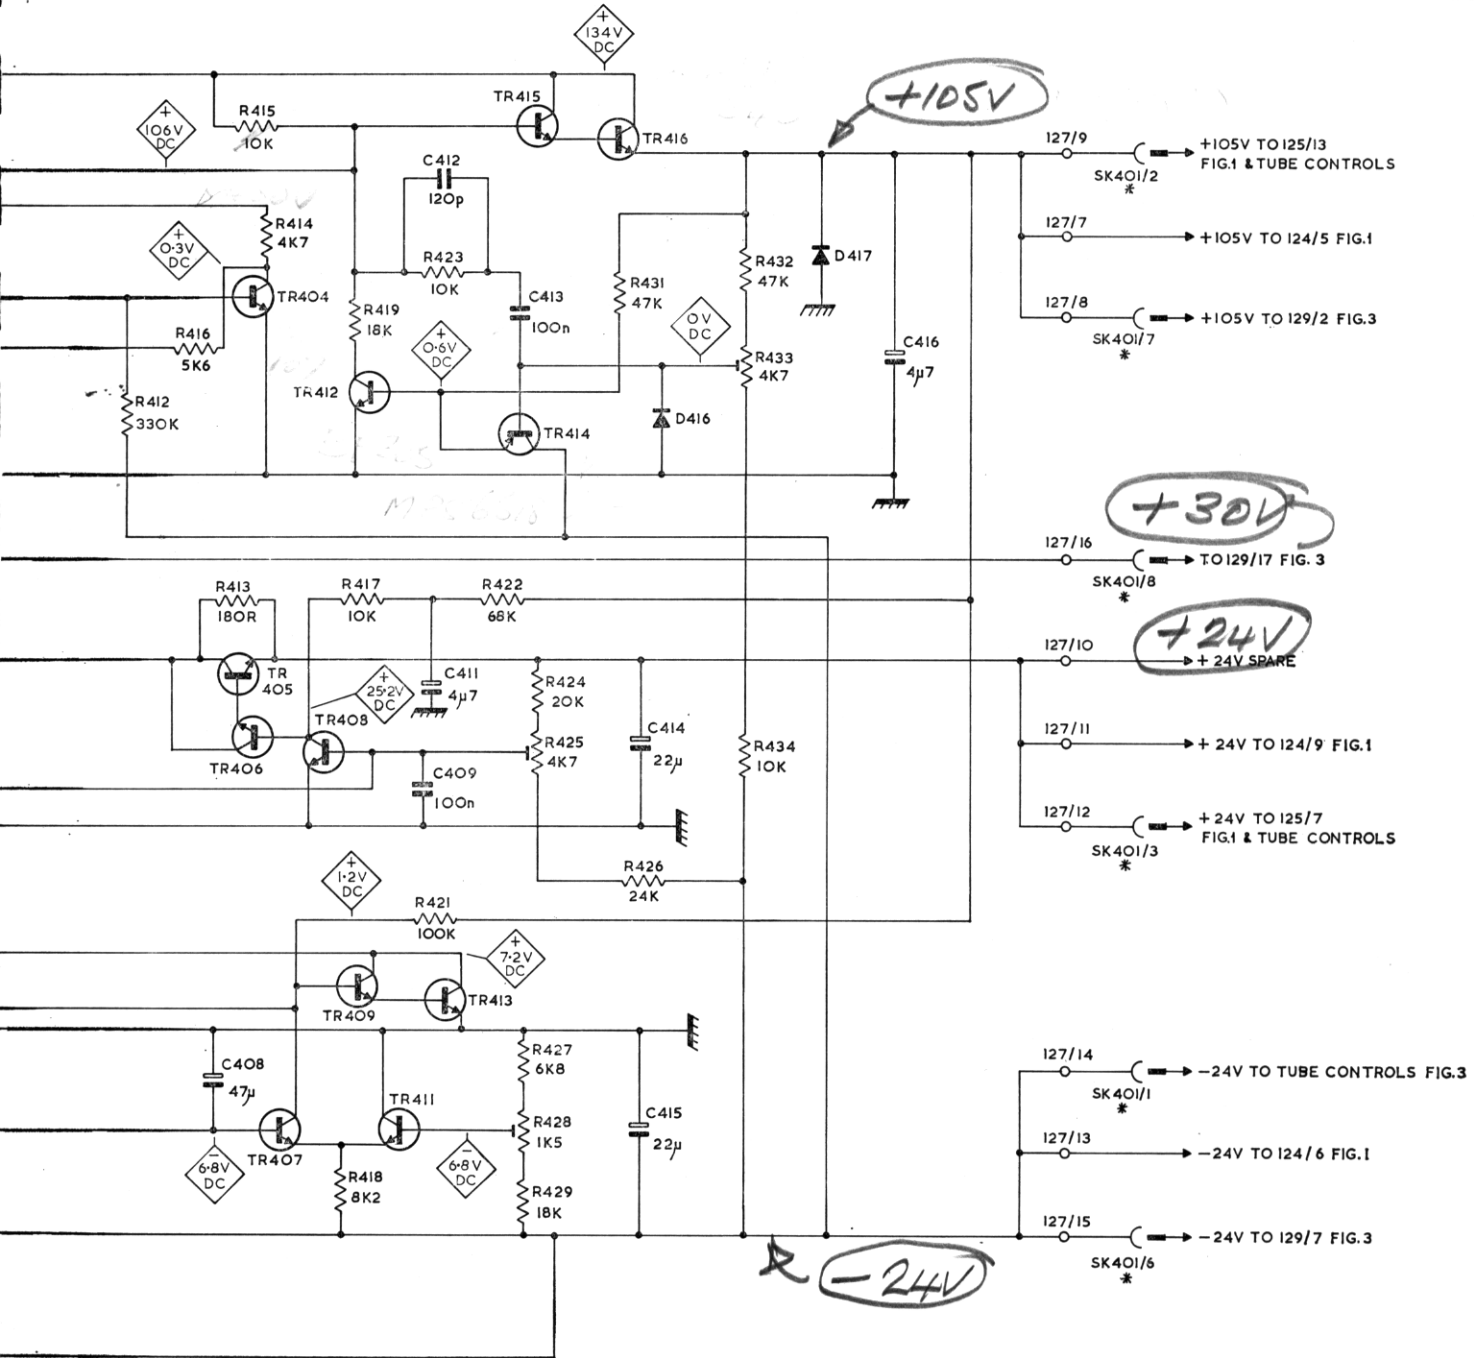 +
134V
DC
TR415
+105V
+
106V
DC
R415
10K
TR416
127/9
+105V TO 125/13
FIG.1 & TUBE CONTROLS
SK401/2
*
C412
120p
+
0·3V
DC
R414
4K7
127/7
+105V TO 124/5 FIG.1
R423
10K
R431
47K
R432
47K
D417
TR404
R419
18K
C413
100n
0V
DC
127/8
+105V TO 129/2 FIG.3
SK401/7
*
R416
5K6
+
0·6V
DC
R433
4K7
C416
4µ7
R412
330K
TR412
TR414
D416
+30V
127/16
TO 129/17 FIG. 3
SK401/8
*
R413
180R
R417
10K
R422
68K
+24V
127/10
+ 24V SPARE
TR
405
+
25·2V
DC
C411
4µ7
R424
20K
TR408
C414
22µ
127/11
+ 24V TO 124/9 FIG.1
TR406
R425
4K7
R434
10K
C409
100n
127/12
+ 24V TO 125/7
FIG.1 & TUBE CONTROLS
SK401/3
*
+
1·2V
DC
R426
24K
R421
100K
+
7·2V
DC
TR409
TR413
C408
47µ
R427
6K8
127/14
-24V TO TUBE CONTROLS FIG.3
SK401/1
*
TR411
R428
1K5
C415
22µ
127/13
-24V TO 124/6 FIG.1
TR407
-
6·8V
DC
-
6·8V
DC
R418
8K2
R429
18K
127/15
-24V TO 129/7 FIG.3
SK401/6
*
-24V